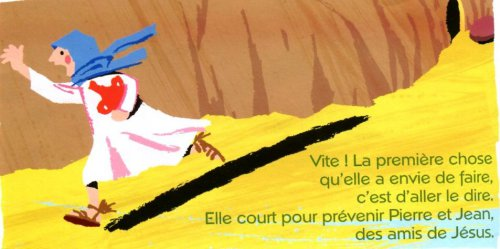 Vite ! La première chose
qu'elle a envie de faire,
c'est d'aller le dire.
Elle court pour prévenir Pierre et Jean,
des amis de Jésus.